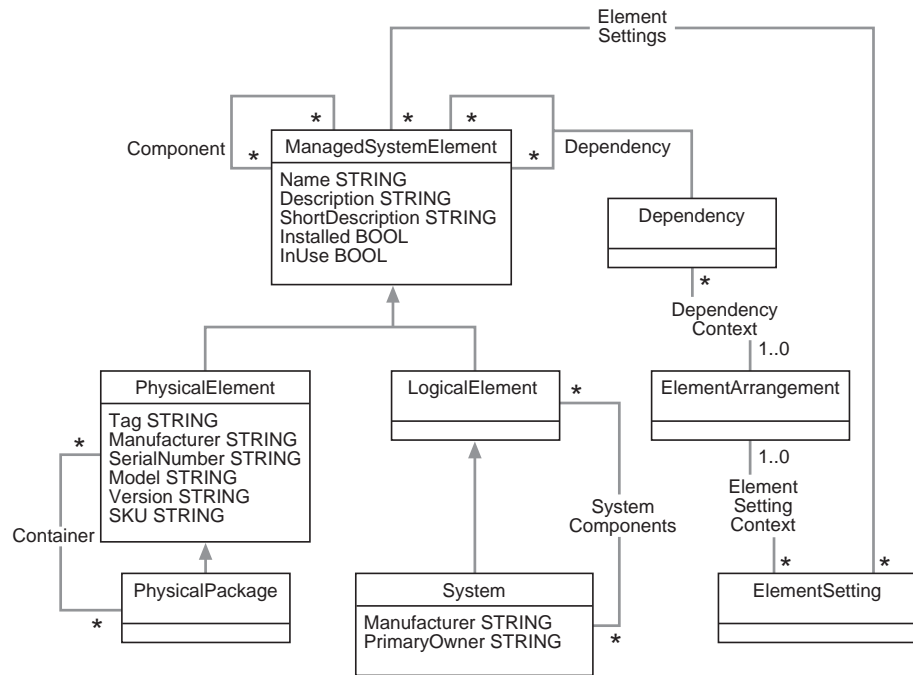 Element
Settings
*
*
*
*
*
Component
ManagedSystemElement
Dependency
Name STRING
Description STRING
ShortDescription STRING
Installed BOOL
InUse BOOL
Dependency
*
Dependency
Context
1..0
PhysicalElement
Tag STRING
Manufacturer STRING
SerialNumber STRING
Model STRING
Version STRING
SKU STRING
LogicalElement
*
ElementArrangement
1..0
*
Container
System
Components
Element
Setting
Context
*
*
PhysicalPackage
*
System
Manufacturer STRING
PrimaryOwner STRING
*
ElementSetting